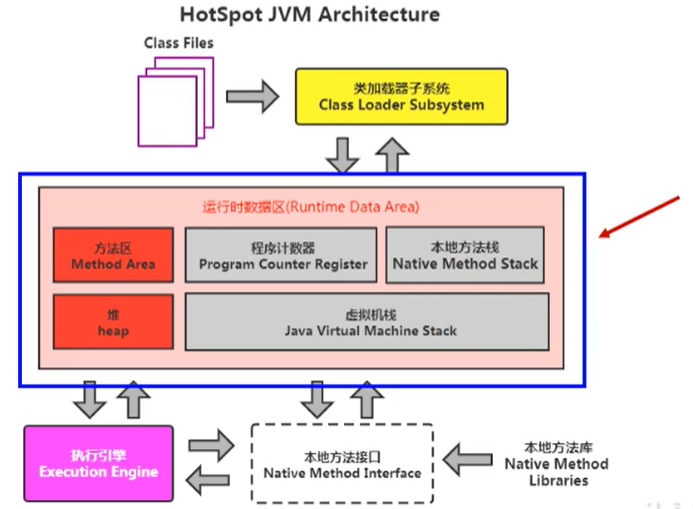 HotSpot JVM Architecture
Class Files
类加载器子系统
Class Loader Subsystem
运行时数据区(Runtime Data Area)
方法区
Method Area
程序计数器
Program Counter Register
本地方法栈
Native Method Stack
堆
heap
虚拟机栈
Java Virtual Machine Stack
执行引擎
Execution Engine
本地方法接口
Native Method Interface
本地方法库
Native Method
Libraries